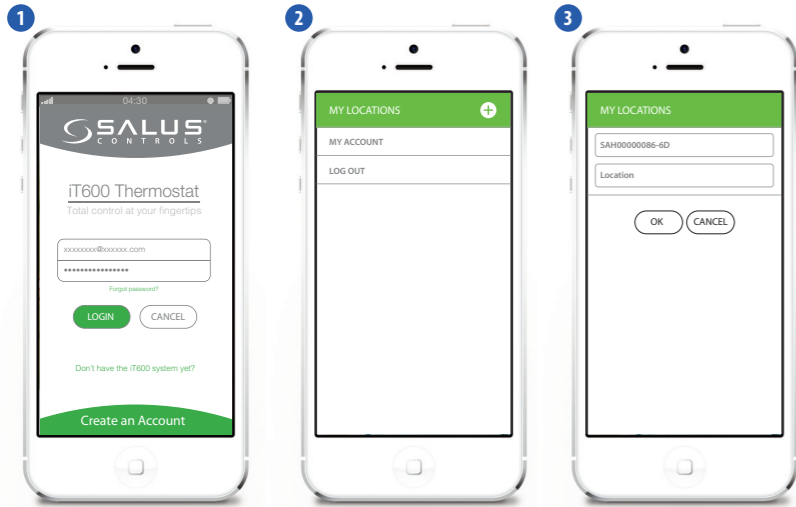 1
04:30
SALUS
CONTROLS
iT600 Thermostat
Total control at your fingertips
xxxxxxxx@xxxxxx.com
****************
Forgot password?
LOGIN CANCEL
Don't have the iT600 system yet?
Create an Account
2
MY LOCATIONS +
MY ACCOUNT
LOG OUT
3
MY LOCATIONS
SAH00000086-6D
Location
OK CANCEL